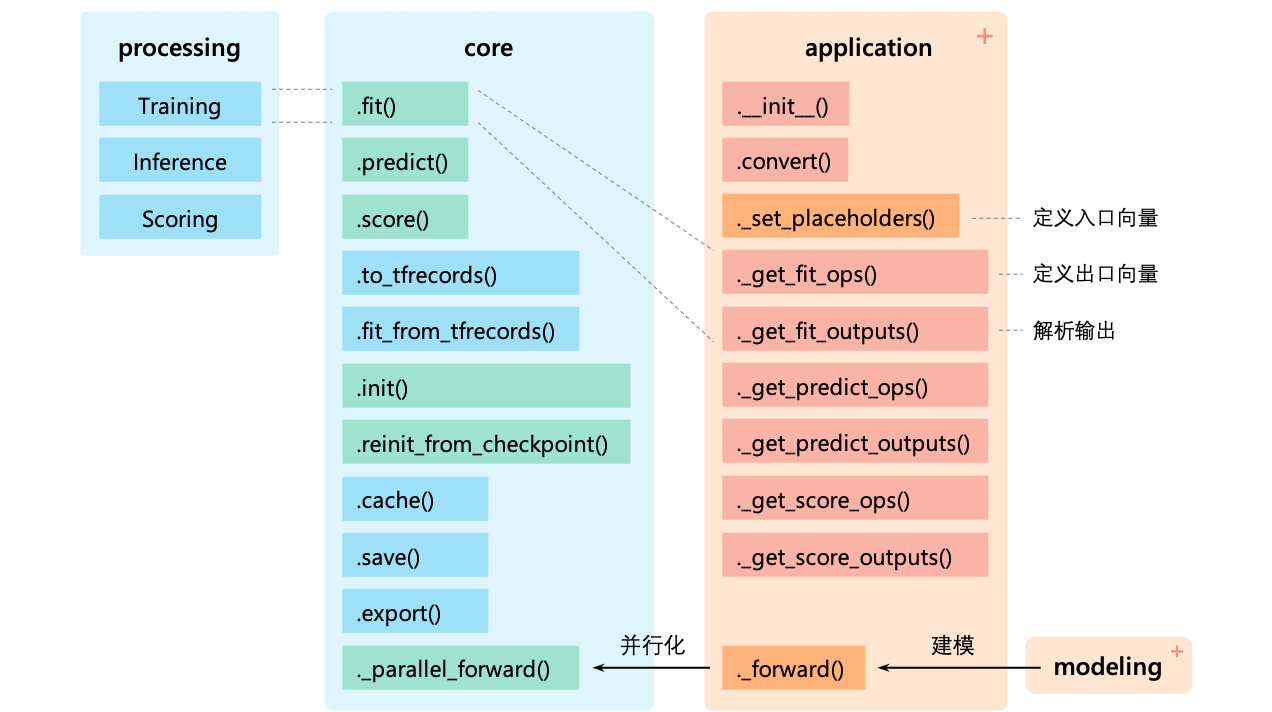 processing
Training
Inference
Scoring
core
.fit()
.predict()
.score()
.to_tfrecords()
.fit_from_tfrecords()
.init()
.reinit_from_checkpoint()
.cache()
.save()
.export()
._parallel_forward()
并行化
application
+
.__init__()
.convert()
._set_placeholders()
定义入口向量
._get_fit_ops()
定义出口向量
._get_fit_outputs()
解析输出
._get_predict_ops()
._get_predict_outputs()
._get_score_ops()
._get_score_outputs()
._forward()
建模
modeling
+